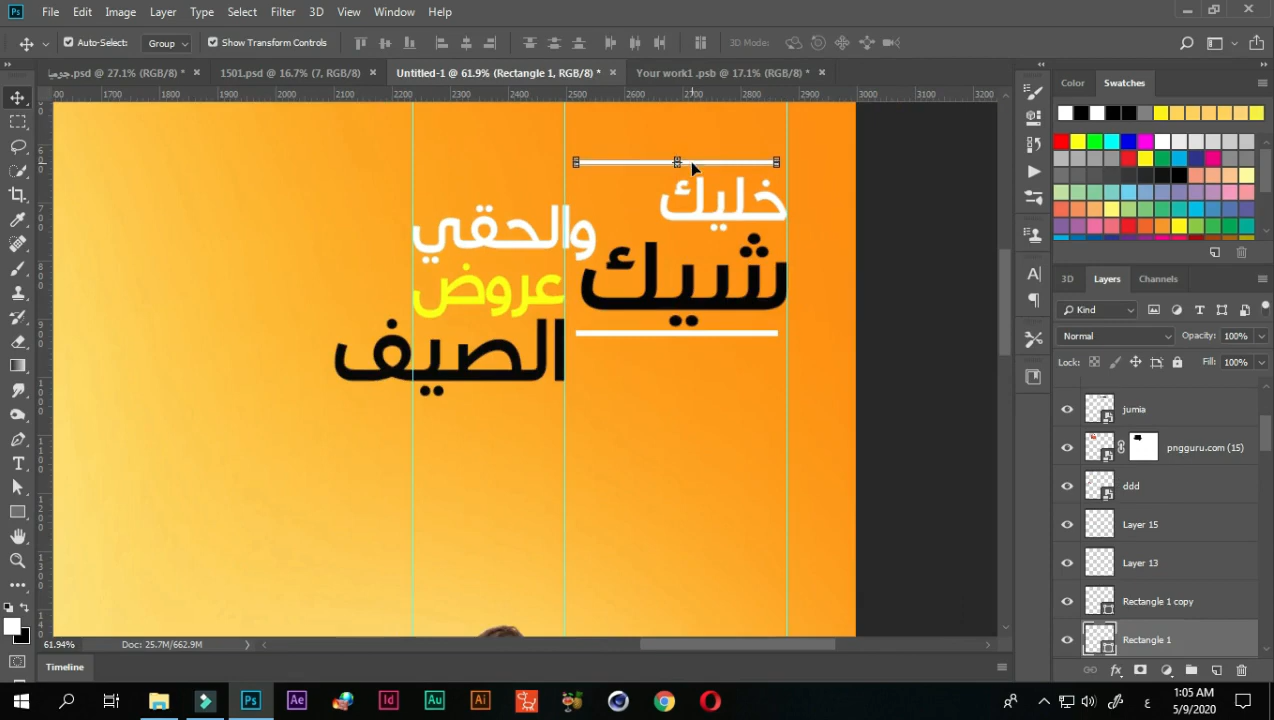 Ps File Edit Image Layer Type Select Filter 3D View Window Help
Auto-Select: Group Show Transform Controls 3D Mode:
جوميا.psd @ 27.1% (RGB/8) * × 1501.psd @ 16.7% (7, RGB/8) × Untitled-1 @ 61.9% (Rectangle 1, RGB/8) * × Your work1 .psb @ 17.1% (RGB/8) * ×
1700 1800 1900 2000 2100 2200 2300 2400 2500 2600 2700 2800 2900 3000 3100 3200
خليك
شيك
والحقي
عروض
الصيف
Color Swatches
3D Layers Channels
Kind
Normal Opacity: 100%
Lock: Fill: 100%
jumia
pngguru.com (15)
ddd
Layer 15
Layer 13
Rectangle 1 copy
Rectangle 1
61.94% Doc: 25.7M/662.9M
Timeline
Ps Ae Id Au Ai
ع
1:05 AM
5/9/2020